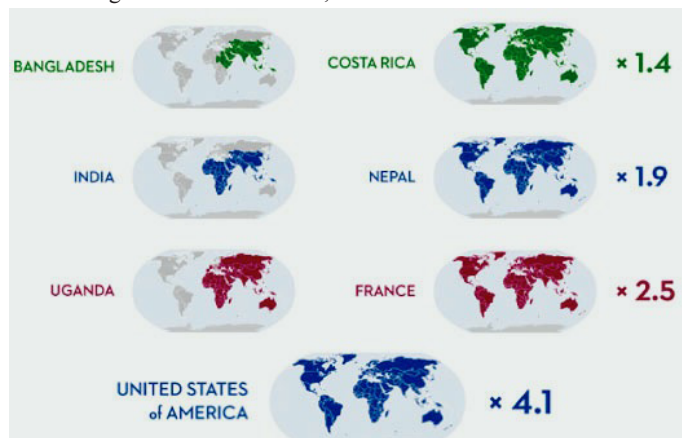 BANGLADESH
COSTA RICA
× 1.4
INDIA
NEPAL
× 1.9
UGANDA
FRANCE
× 2.5
UNITED STATES
of AMERICA
× 4.1